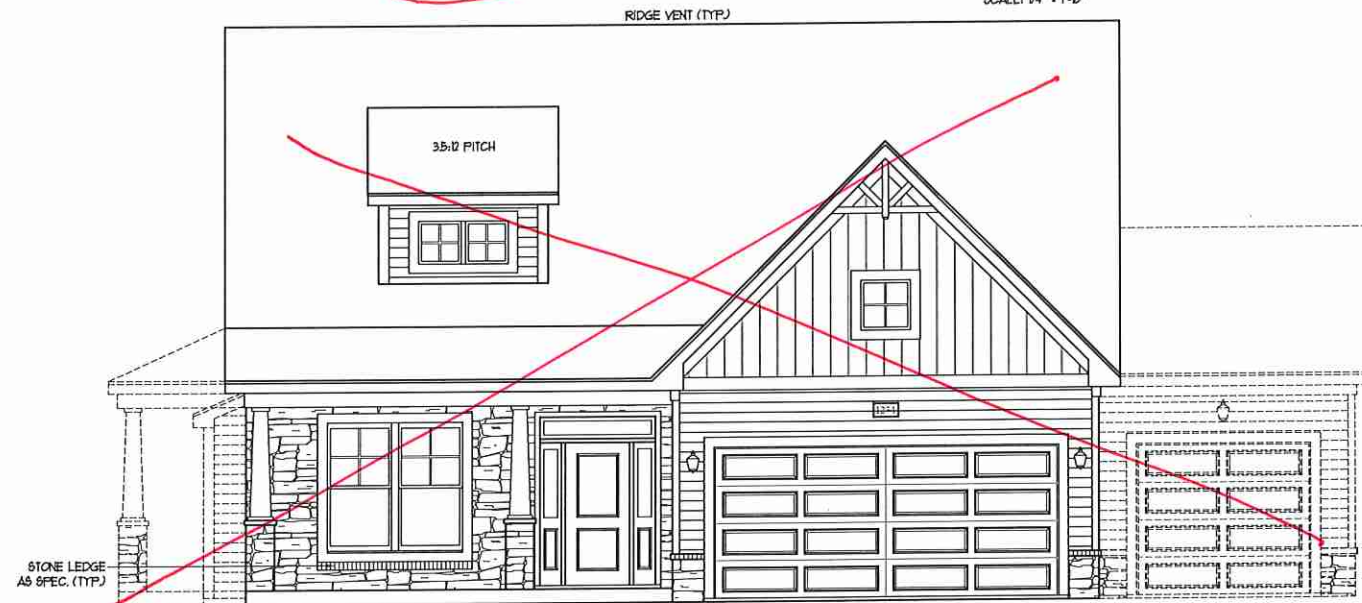 RIDGE VENT (TYP.)
3.5:12 PITCH
STONE LEDGE
AS SPEC. (TYP.)